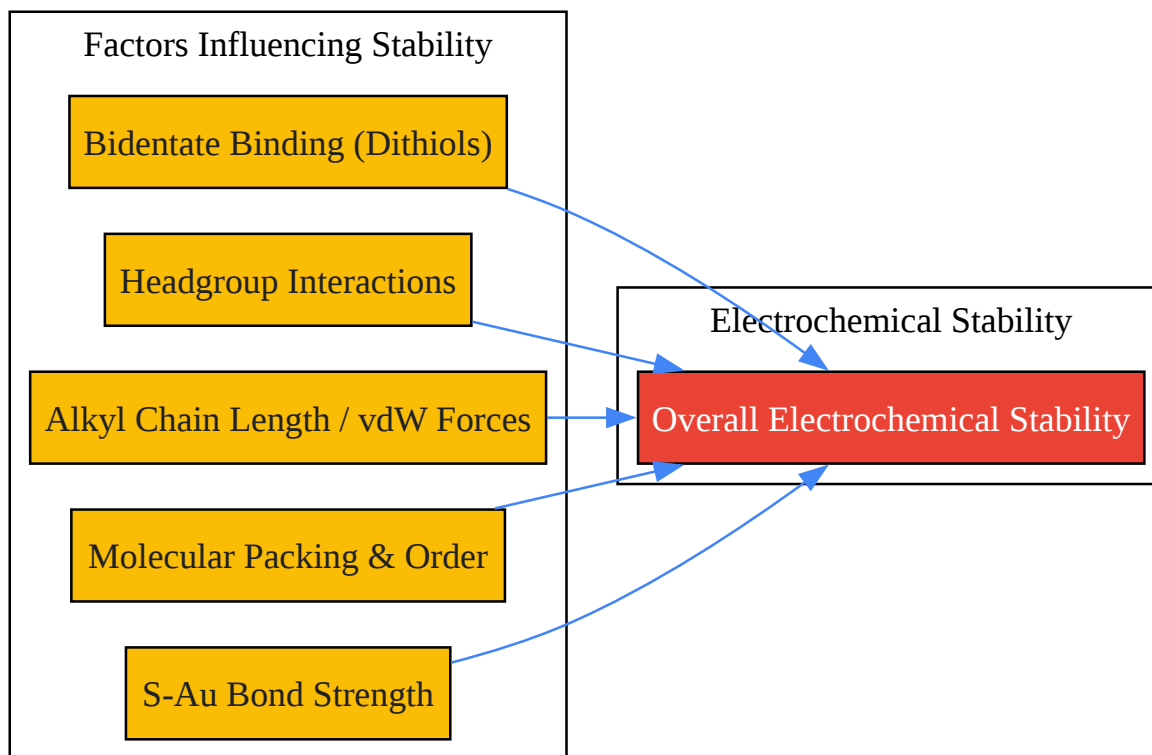 Factors Influencing Stability
Bidentate Binding (Dithiols)
Headgroup Interactions
Alkyl Chain Length / vdW Forces
Molecular Packing & Order
S-Au Bond Strength
Electrochemical Stability
Overall Electrochemical Stability